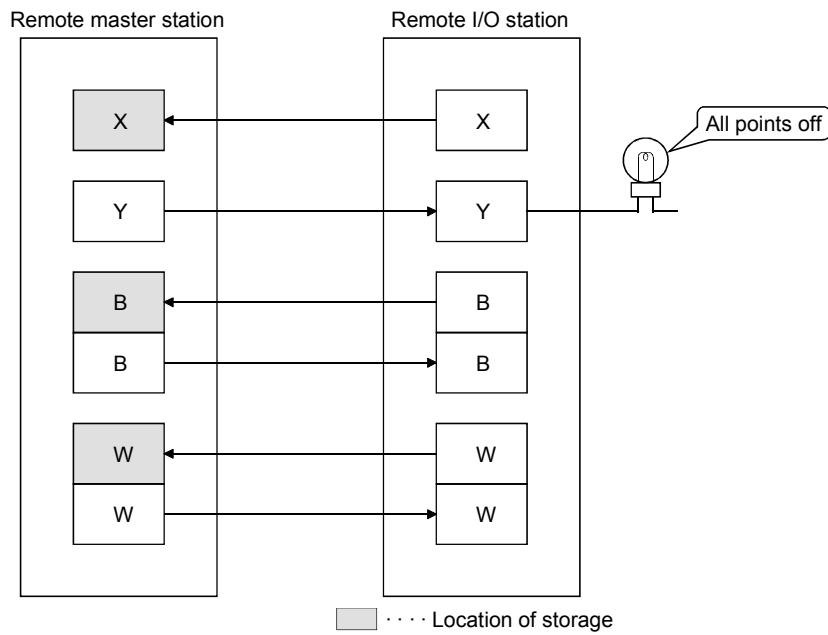 Remote master station Remote I/O station
All points off
X X
Y Y
B B
B B
W W
W W
· · · · Location of storage